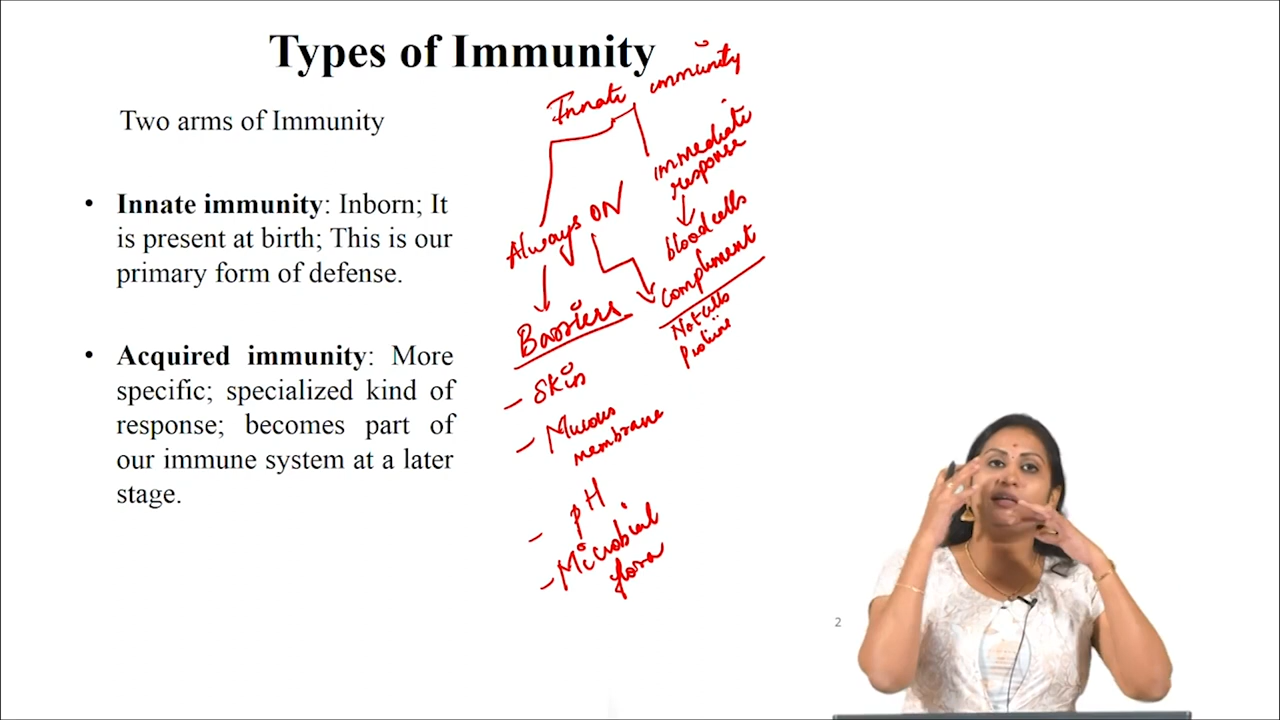 Types of Immunity
Two arms of Immunity
• Innate immunity: Inborn; It
is present at birth; This is our
primary form of defense.
• Acquired immunity: More
specific; specialized kind of
response; becomes part of
our immune system at a later
stage.
Innate immunity
immediate
response
blood cells
Always ON
Barriers
- Skin
- Mucous
membrane
- pH
- Microbial
flora
Not cells
2